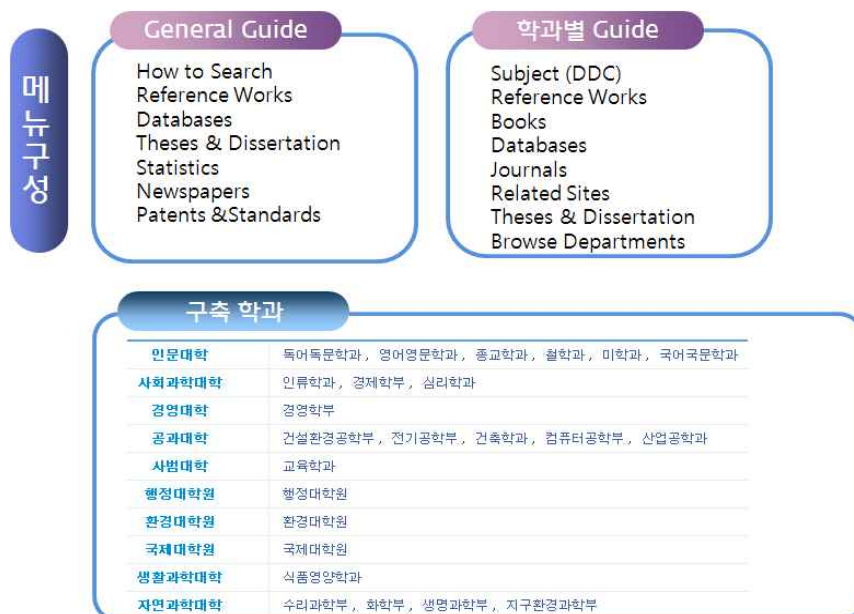 메뉴구성
General Guide
How to Search
Reference Works
Databases
Theses & Dissertation
Statistics
Newspapers
Patents &Standards
학과별 Guide
Subject (DDC)
Reference Works
Books
Databases
Journals
Related Sites
Theses & Dissertation
Browse Departments
구축 학과
인문대학 독어독문학과, 영어영문학과, 종교학과, 철학과, 미학과, 국어국문학과
사회과학대학 인류학과, 경제학부, 심리학과
경영대학 경영학부
공과대학 건설환경공학부, 전기공학부, 건축학과, 컴퓨터공학부, 산업공학과
사범대학 교육학과
행정대학원 행정대학원
환경대학원 환경대학원
국제대학원 국제대학원
생활과학대학 식품영양학과
자연과학대학 수리과학부, 화학부, 생명과학부, 지구환경과학부